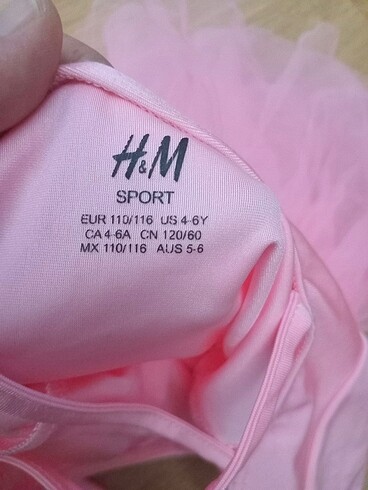 H&M
SPORT
EUR 110/116 US 4-6Y
CA 4-6A CN 120/60
MX 110/116 AUS 5-6